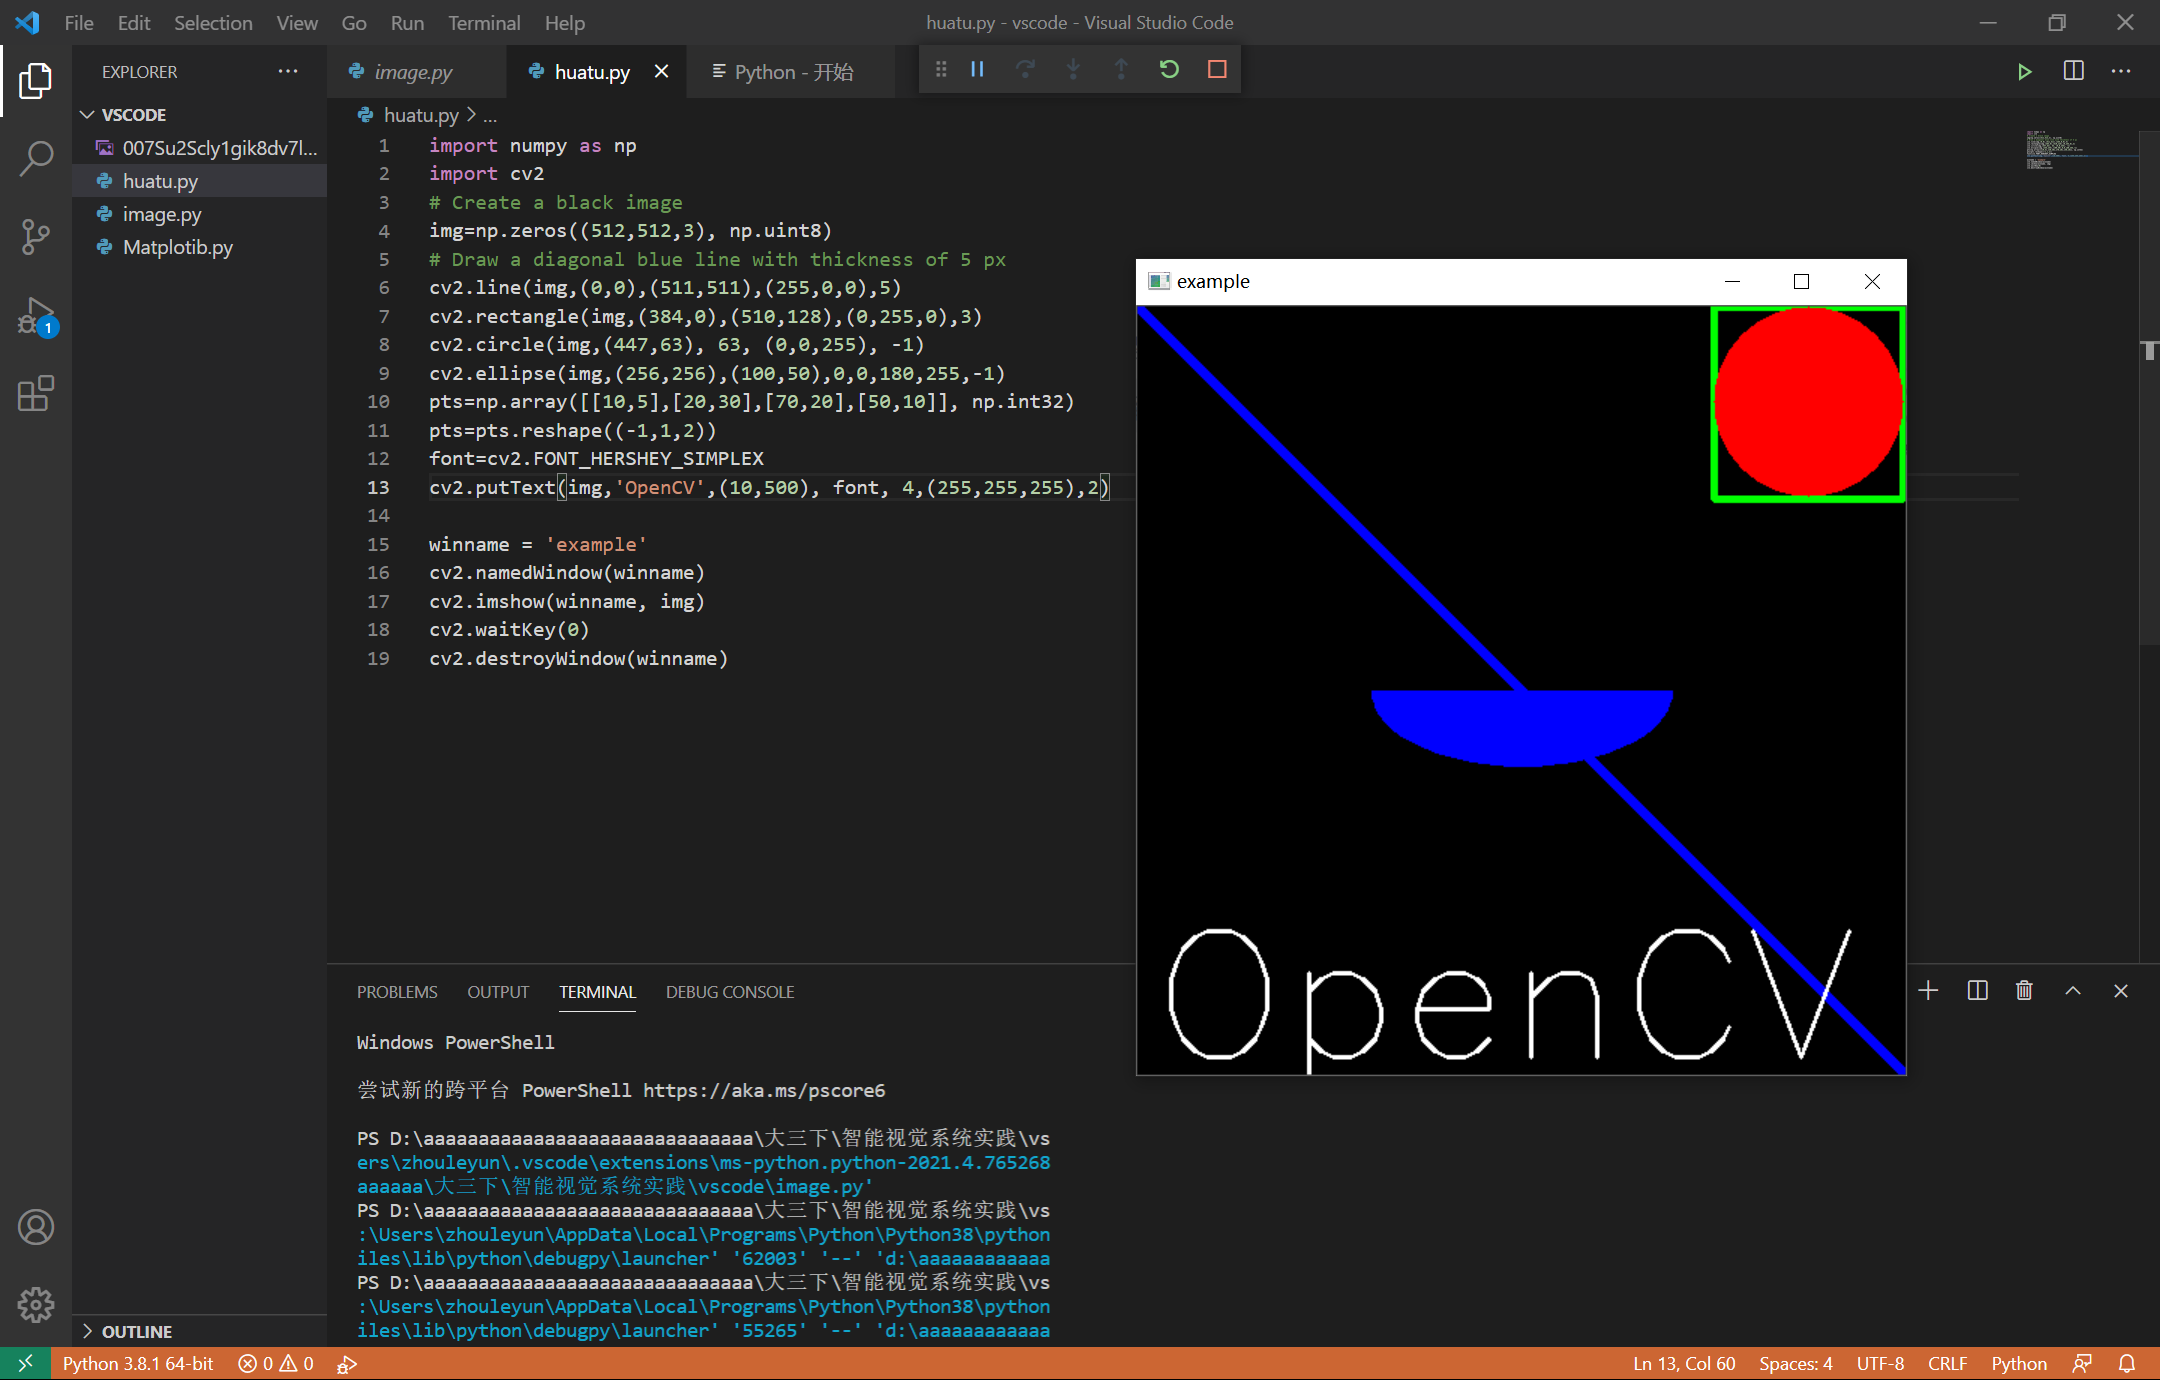 File Edit Selection View Go Run Terminal Help
huatu.py - vscode - Visual Studio Code
EXPLORER
VSCODE
007Su2Scly1gik8dv7l...
huatu.py
image.py
Matplotib.py
OUTLINE
image.py
huatu.py
Python - 开始
huatu.py > ...
1 import numpy as np
2 import cv2
3 # Create a black image
4 img=np.zeros((512,512,3), np.uint8)
5 # Draw a diagonal blue line with thickness of 5 px
6 cv2.line(img,(0,0),(511,511),(255,0,0),5)
7 cv2.rectangle(img,(384,0),(510,128),(0,255,0),3)
8 cv2.circle(img,(447,63), 63, (0,0,255), -1)
9 cv2.ellipse(img,(256,256),(100,50),0,0,180,255,-1)
10 pts=np.array([[10,5],[20,30],[70,20],[50,10]], np.int32)
11 pts=pts.reshape((-1,1,2))
12 font=cv2.FONT_HERSHEY_SIMPLEX
13 cv2.putText(img,'OpenCV',(10,500), font, 4,(255,255,255),2)
14
15 winname = 'example'
16 cv2.namedWindow(winname)
17 cv2.imshow(winname, img)
18 cv2.waitKey(0)
19 cv2.destroyWindow(winname)
example
OpenCV
PROBLEMS OUTPUT TERMINAL DEBUG CONSOLE
Windows PowerShell
尝试新的跨平台 PowerShell https://aka.ms/pscore6
PS D:\aaaaaaaaaaaaaaaaaaaaaaaaaaaaaa\大三下\智能视觉系统实践\vs
ers\zhouleyun\.vscode\extensions\ms-python.python-2021.4.765268
aaaaaa\大三下\智能视觉系统实践\vscode\image.py'
PS D:\aaaaaaaaaaaaaaaaaaaaaaaaaaaaaa\大三下\智能视觉系统实践\vs
:\Users\zhouleyun\AppData\Local\Programs\Python\Python38\python
iles\lib\python\debugpy\launcher' '62003' '--' 'd:\aaaaaaaaaaaa
PS D:\aaaaaaaaaaaaaaaaaaaaaaaaaaaaaa\大三下\智能视觉系统实践\vs
:\Users\zhouleyun\AppData\Local\Programs\Python\Python38\python
iles\lib\python\debugpy\launcher' '55265' '--' 'd:\aaaaaaaaaaaa
1
Python 3.8.1 64-bit 0 0 Ln 13, Col 60 Spaces: 4 UTF-8 CRLF Python